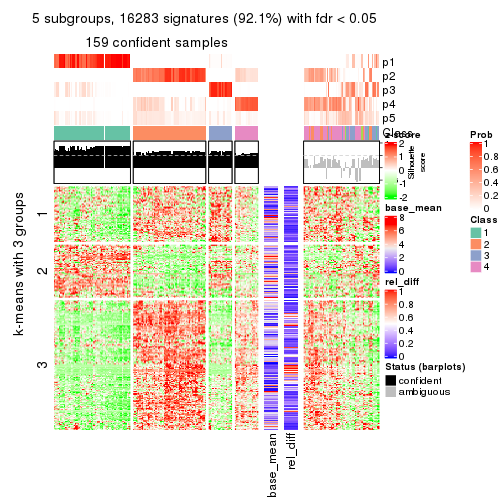 5 subgroups, 16283 signatures (92.1%) with fdr < 0.05
159 confident samples
p1
p2
p3
p4
p5
Class
z-score
2
1
0
-1
-2
Silhouette
score
base_mean
8
6
4
2
0
rel_diff
1
0.8
0.6
0.4
0.2
0
Status (barplots)
confident
ambiguous
Prob
1
0.8
0.6
0.4
0.2
0
Class
1
2
3
4
k-means with 3 groups
1
2
3
base_mean
rel_diff